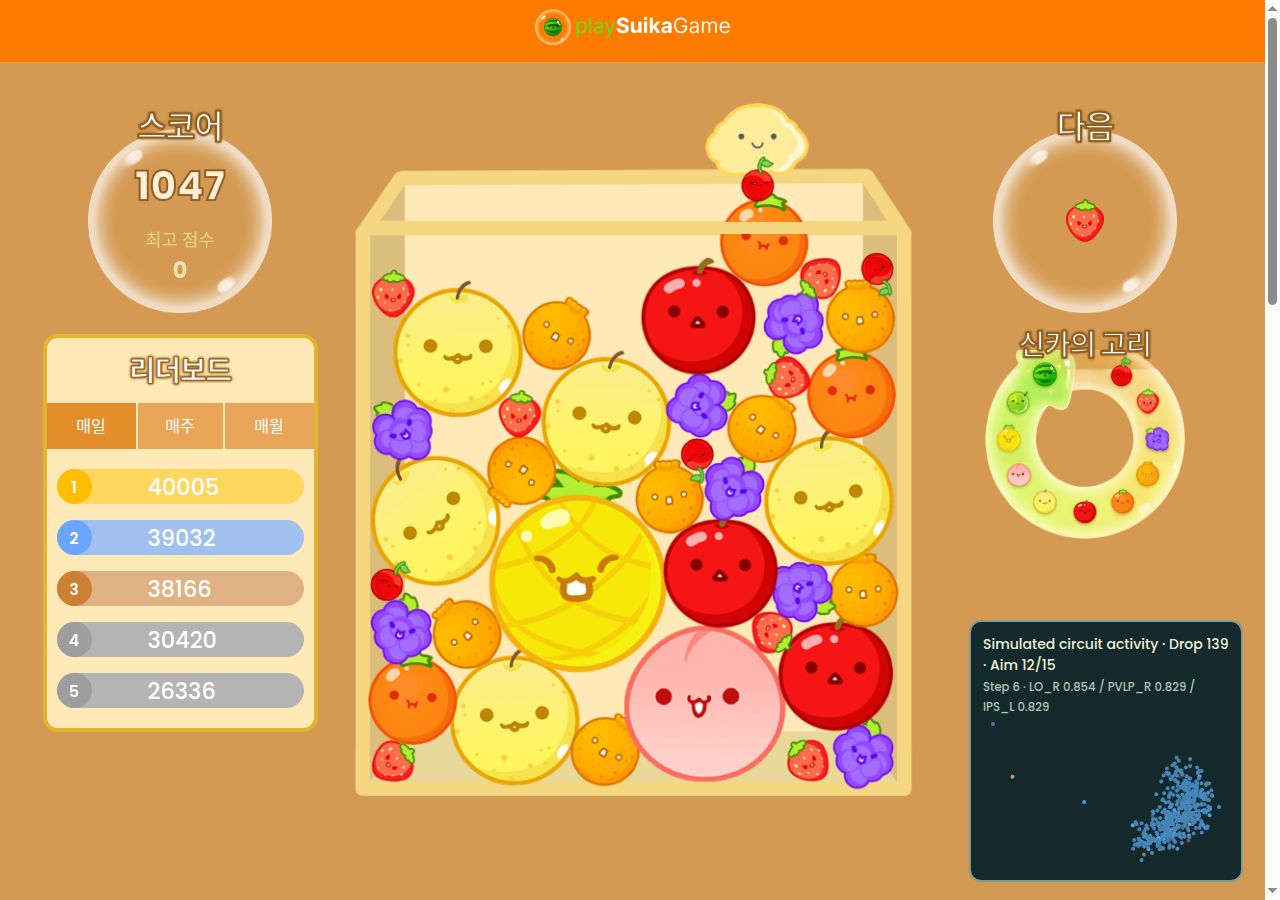 playSuikaGame
스코어
1047
최고 점수
0
리더보드
매일 매주 매월
1 40005
2 39032
3 38166
4 30420
5 26336
다음
신카의 고리
Simulated circuit activity · Drop 139
· Aim 12/15
Step 6 · LO_R 0.854 / PVLP_R 0.829 /
IPS_L 0.829